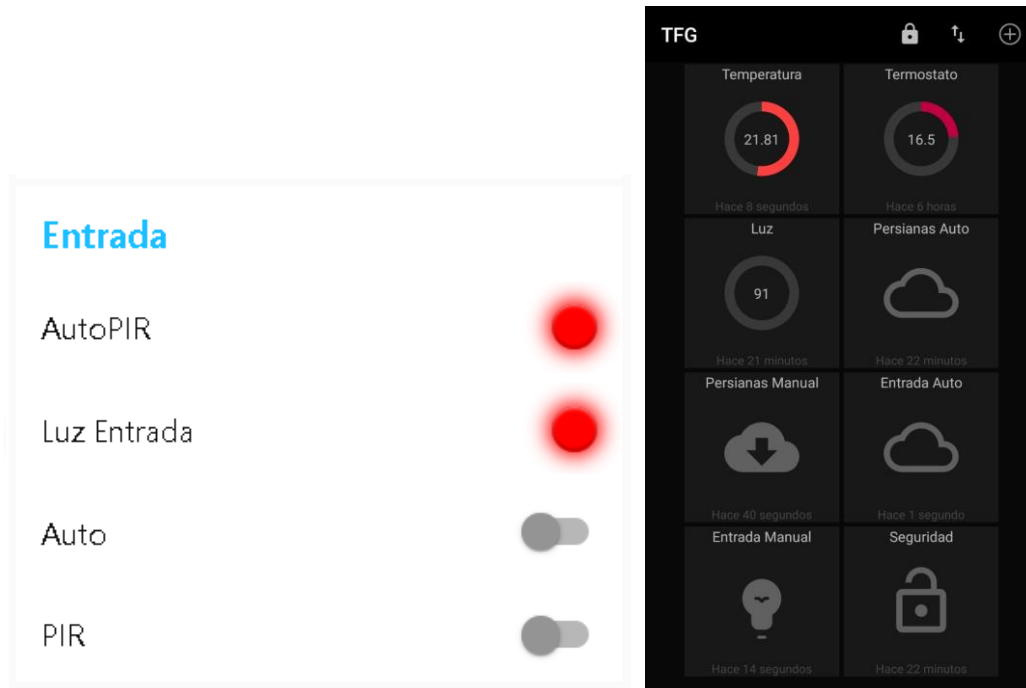 Entrada
AutoPIR
Luz Entrada
Auto
PIR
TFG
Temperatura
Termostato
21.81
16.5
Hace 8 segundos
Hace 6 horas
Luz
Persianas Auto
91
Hace 21 minutos
Hace 22 minutos
Persianas Manual
Entrada Auto
Hace 40 segundos
Hace 1 segundo
Entrada Manual
Seguridad
Hace 14 segundos
Hace 22 minutos